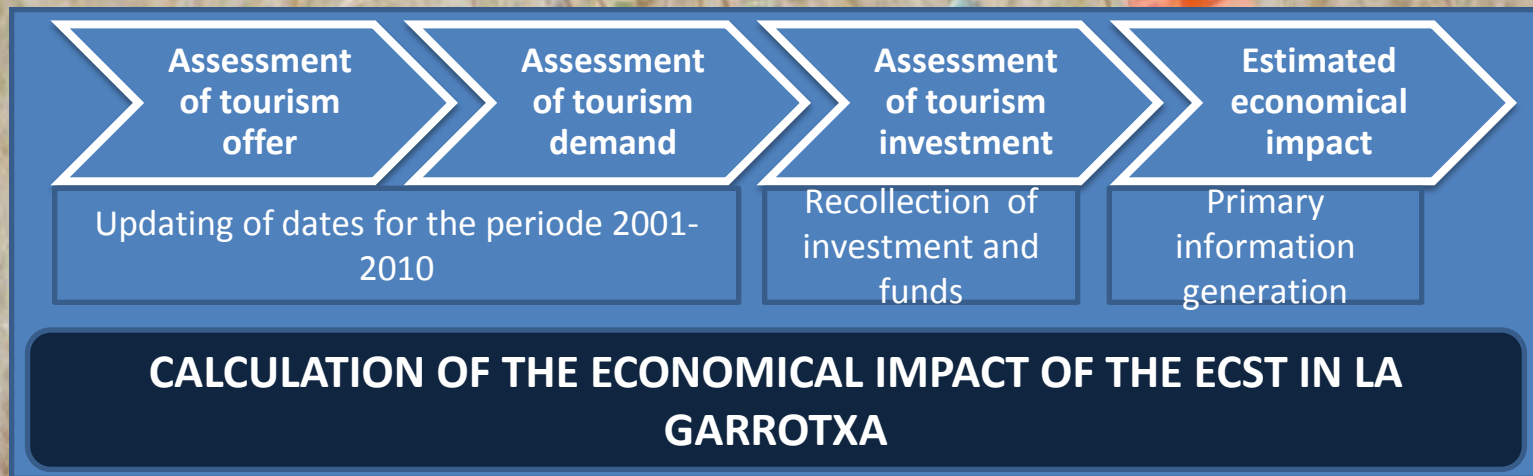 Assessment
of tourism
offer
Assessment
of tourism
demand
Assessment
of tourism
investment
Estimated
economical
impact
Updating of dates for the periode 2001-
2010
Recollection of
investment and
funds
Primary
information
generation
CALCULATION OF THE ECONOMICAL IMPACT OF THE ECST IN LA
GARROTXA